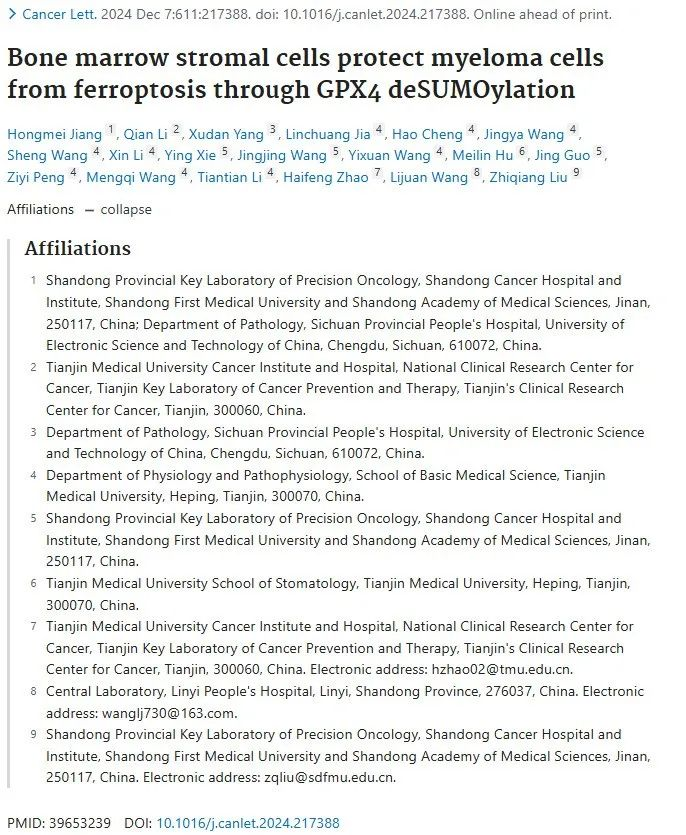 Cancer Lett. 2024 Dec 7:611:217388. doi: 10.1016/j.canlet.2024.217388. Online ahead of print.
Bone marrow stromal cells protect myeloma cells
from ferroptosis through GPX4 deSUMOylation
Hongmei Jiang 1, Qian Li 2, Xudan Yang 3, Linchuang Jia 4, Hao Cheng 4, Jingya Wang 4,
Sheng Wang 4, Xin Li 4, Ying Xie 5, Jingjing Wang 5, Yixuan Wang 4, Meilin Hu 6, Jing Guo 5,
Ziyi Peng 4, Mengqi Wang 4, Tiantian Li 4, Haifeng Zhao 7, Lijuan Wang 8, Zhiqiang Liu 9
Affiliations — collapse
Affiliations
1 Shandong Provincial Key Laboratory of Precision Oncology, Shandong Cancer Hospital and
Institute, Shandong First Medical University and Shandong Academy of Medical Sciences, Jinan,
250117, China; Department of Pathology, Sichuan Provincial People's Hospital, University of
Electronic Science and Technology of China, Chengdu, Sichuan, 610072, China.
2 Tianjin Medical University Cancer Institute and Hospital, National Clinical Research Center for
Cancer, Tianjin Key Laboratory of Cancer Prevention and Therapy, Tianjin's Clinical Research
Center for Cancer, Tianjin, 300060, China.
3 Department of Pathology, Sichuan Provincial People's Hospital, University of Electronic Science
and Technology of China, Chengdu, Sichuan, 610072, China.
4 Department of Physiology and Pathophysiology, School of Basic Medical Science, Tianjin
Medical University, Heping, Tianjin, 300070, China.
5 Shandong Provincial Key Laboratory of Precision Oncology, Shandong Cancer Hospital and
Institute, Shandong First Medical University and Shandong Academy of Medical Sciences, Jinan,
250117, China.
6 Tianjin Medical University School of Stomatology, Tianjin Medical University, Heping, Tianjin,
300070, China.
7 Tianjin Medical University Cancer Institute and Hospital, National Clinical Research Center for
Cancer, Tianjin Key Laboratory of Cancer Prevention and Therapy, Tianjin's Clinical Research
Center for Cancer, Tianjin, 300060, China. Electronic address: hzhao02@tmu.edu.cn.
8 Central Laboratory, Linyi People's Hospital, Linyi, Shandong Province, 276037, China. Electronic
address: wanglj730@163.com.
9 Shandong Provincial Key Laboratory of Precision Oncology, Shandong Cancer Hospital and
Institute, Shandong First Medical University and Shandong Academy of Medical Sciences, Jinan,
250117, China. Electronic address: zqliu@sdfmu.edu.cn.
PMID: 39653239 DOI: 10.1016/j.canlet.2024.217388